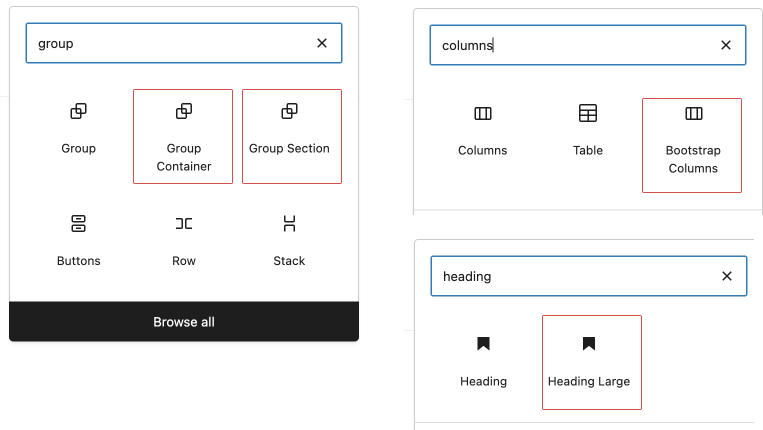 group
Group
Group
Container
Group Section
Buttons
Row
Stack
Browse all
columns
Columns
Table
Bootstrap
Columns
heading
Heading
Heading Large